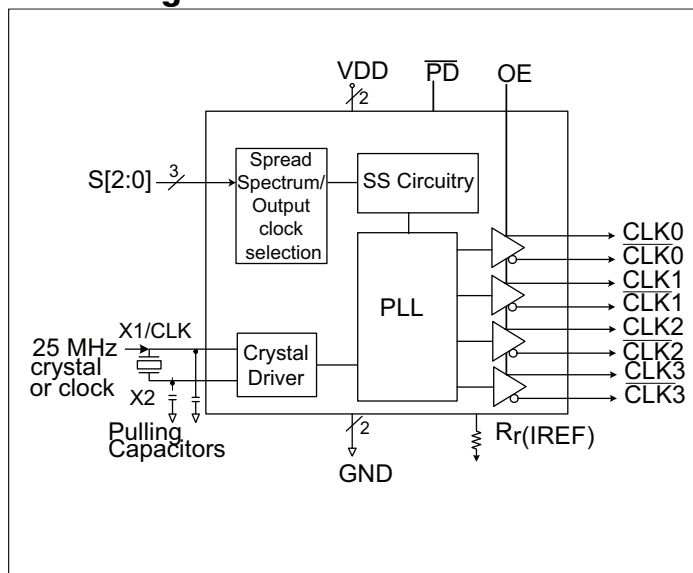 VDD
2
PD
OE
S[2:0]
3
Spread
Spectrum/
Output
clock
selection
SS Circuitry
PLL
CLK0
CLK0
CLK1
CLK1
CLK2
CLK2
CLK3
CLK3
X1/CLK
25 MHz
crystal
or clock
X2
Crystal
Driver
Pulling
Capacitors
2
GND
Rr(IREF)